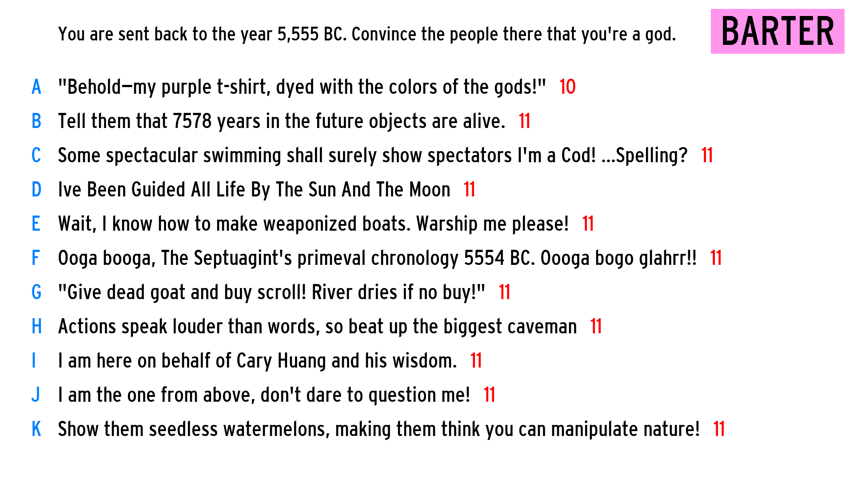 You are sent back to the year 5,555 BC. Convince the people there that you're a god. BARTER
A "Behold—my purple t-shirt, dyed with the colors of the gods!" 10
B Tell them that 7578 years in the future objects are alive. 11
C Some spectacular swimming shall surely show spectators I'm a Cod! ...Spelling? 11
D Ive Been Guided All Life By The Sun And The Moon 11
E Wait, I know how to make weaponized boats. Warship me please! 11
F Ooga booga, The Septuagint's primeval chronology 5554 BC. Oooga bogo glahrr!! 11
G "Give dead goat and buy scroll! River dries if no buy!" 11
H Actions speak louder than words, so beat up the biggest caveman 11
I I am here on behalf of Cary Huang and his wisdom. 11
J I am the one from above, don't dare to question me! 11
K Show them seedless watermelons, making them think you can manipulate nature! 11